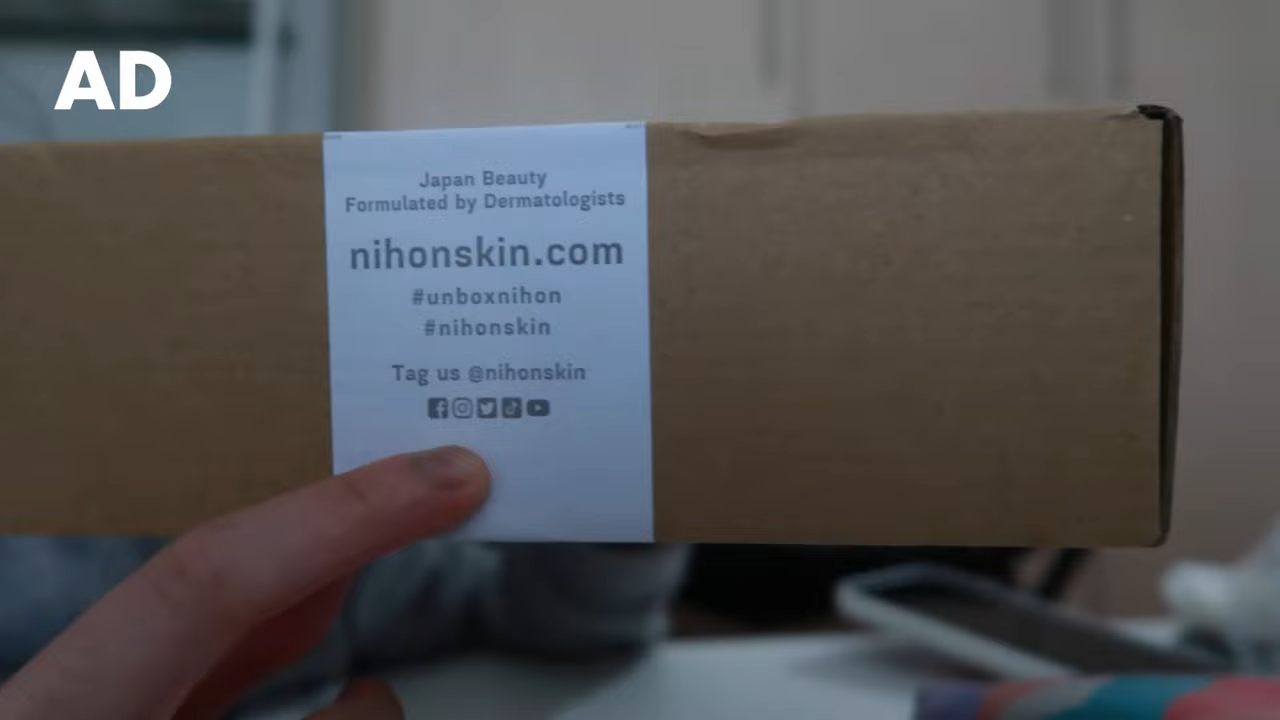 AD
Japan Beauty
Formulated by Dermatologists
nihonskin.com
#unboxnihon
#nihonskin
Tag us @nihonskin